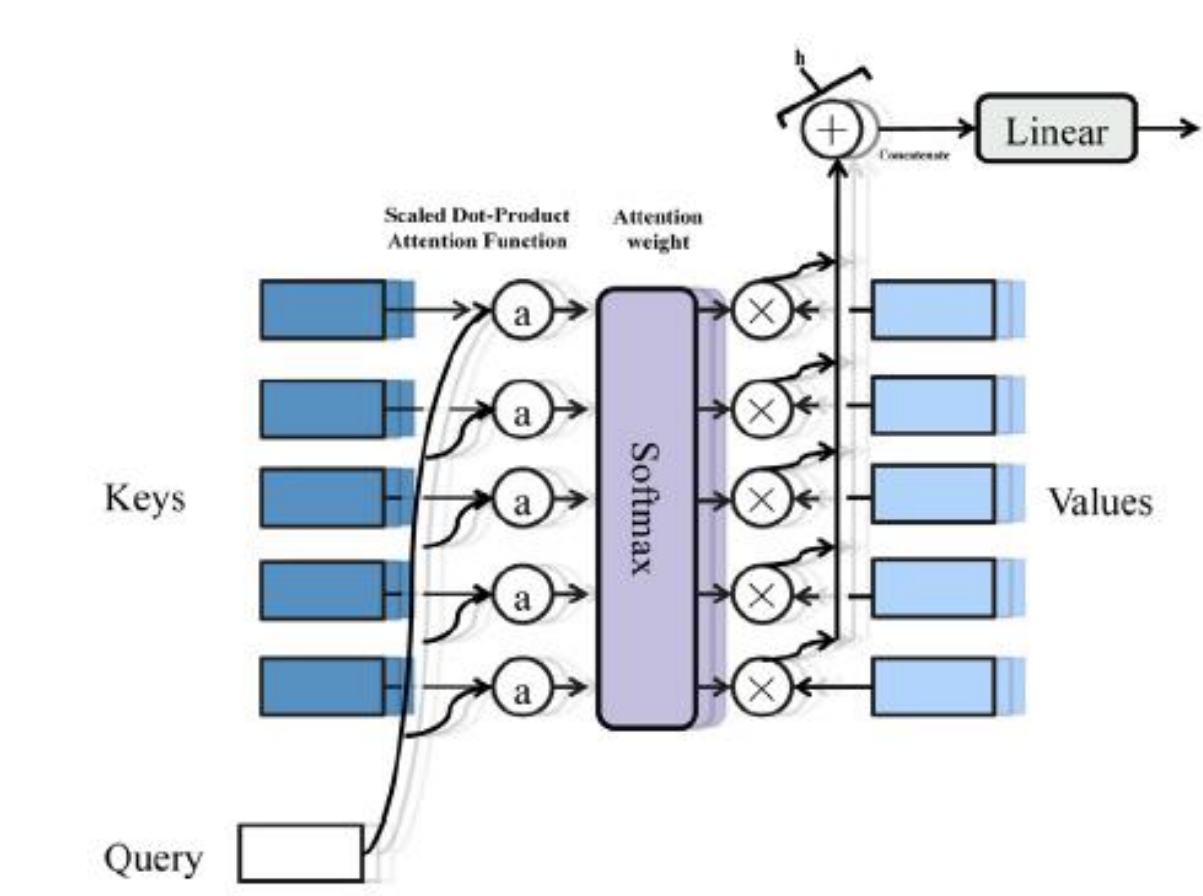 h
+
Linear
Concatenate
Scaled Dot-Product
Attention Function
Attention
weight
a
×
a
×
Keys
a
Softmax
×
Values
a
×
a
×
Query